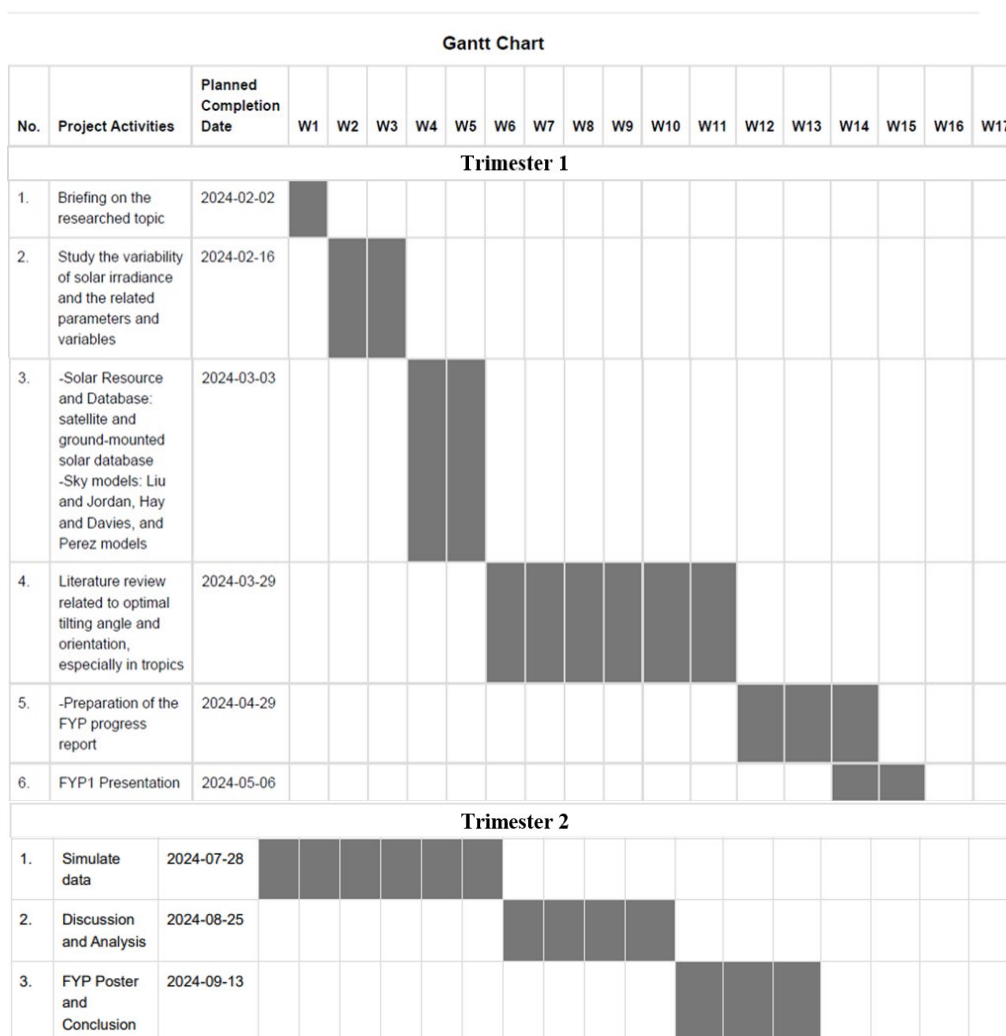 Gantt Chart
No. Project Activities Planned Completion Date W1 W2 W3 W4 W5 W6 W7 W8 W9 W10 W11 W12 W13 W14 W15 W16 W17
Trimester 1
1. Briefing on the 2024-02-02
researched topic
2. Study the variability 2024-02-16
of solar irradiance
and the related
parameters and
variables
3. -Solar Resource 2024-03-03
and Database:
satellite and
ground-mounted
solar database
-Sky models: Liu
and Jordan, Hay
and Davies, and
Perez models
4. Literature review 2024-03-29
related to optimal
tilting angle and
orientation,
especially in tropics
5. -Preparation of the 2024-04-29
FYP progress
report
6. FYP1 Presentation 2024-05-06
Trimester 2
1. Simulate 2024-07-28
data
2. Discussion 2024-08-25
and Analysis
3. FYP Poster 2024-09-13
and
Conclusion